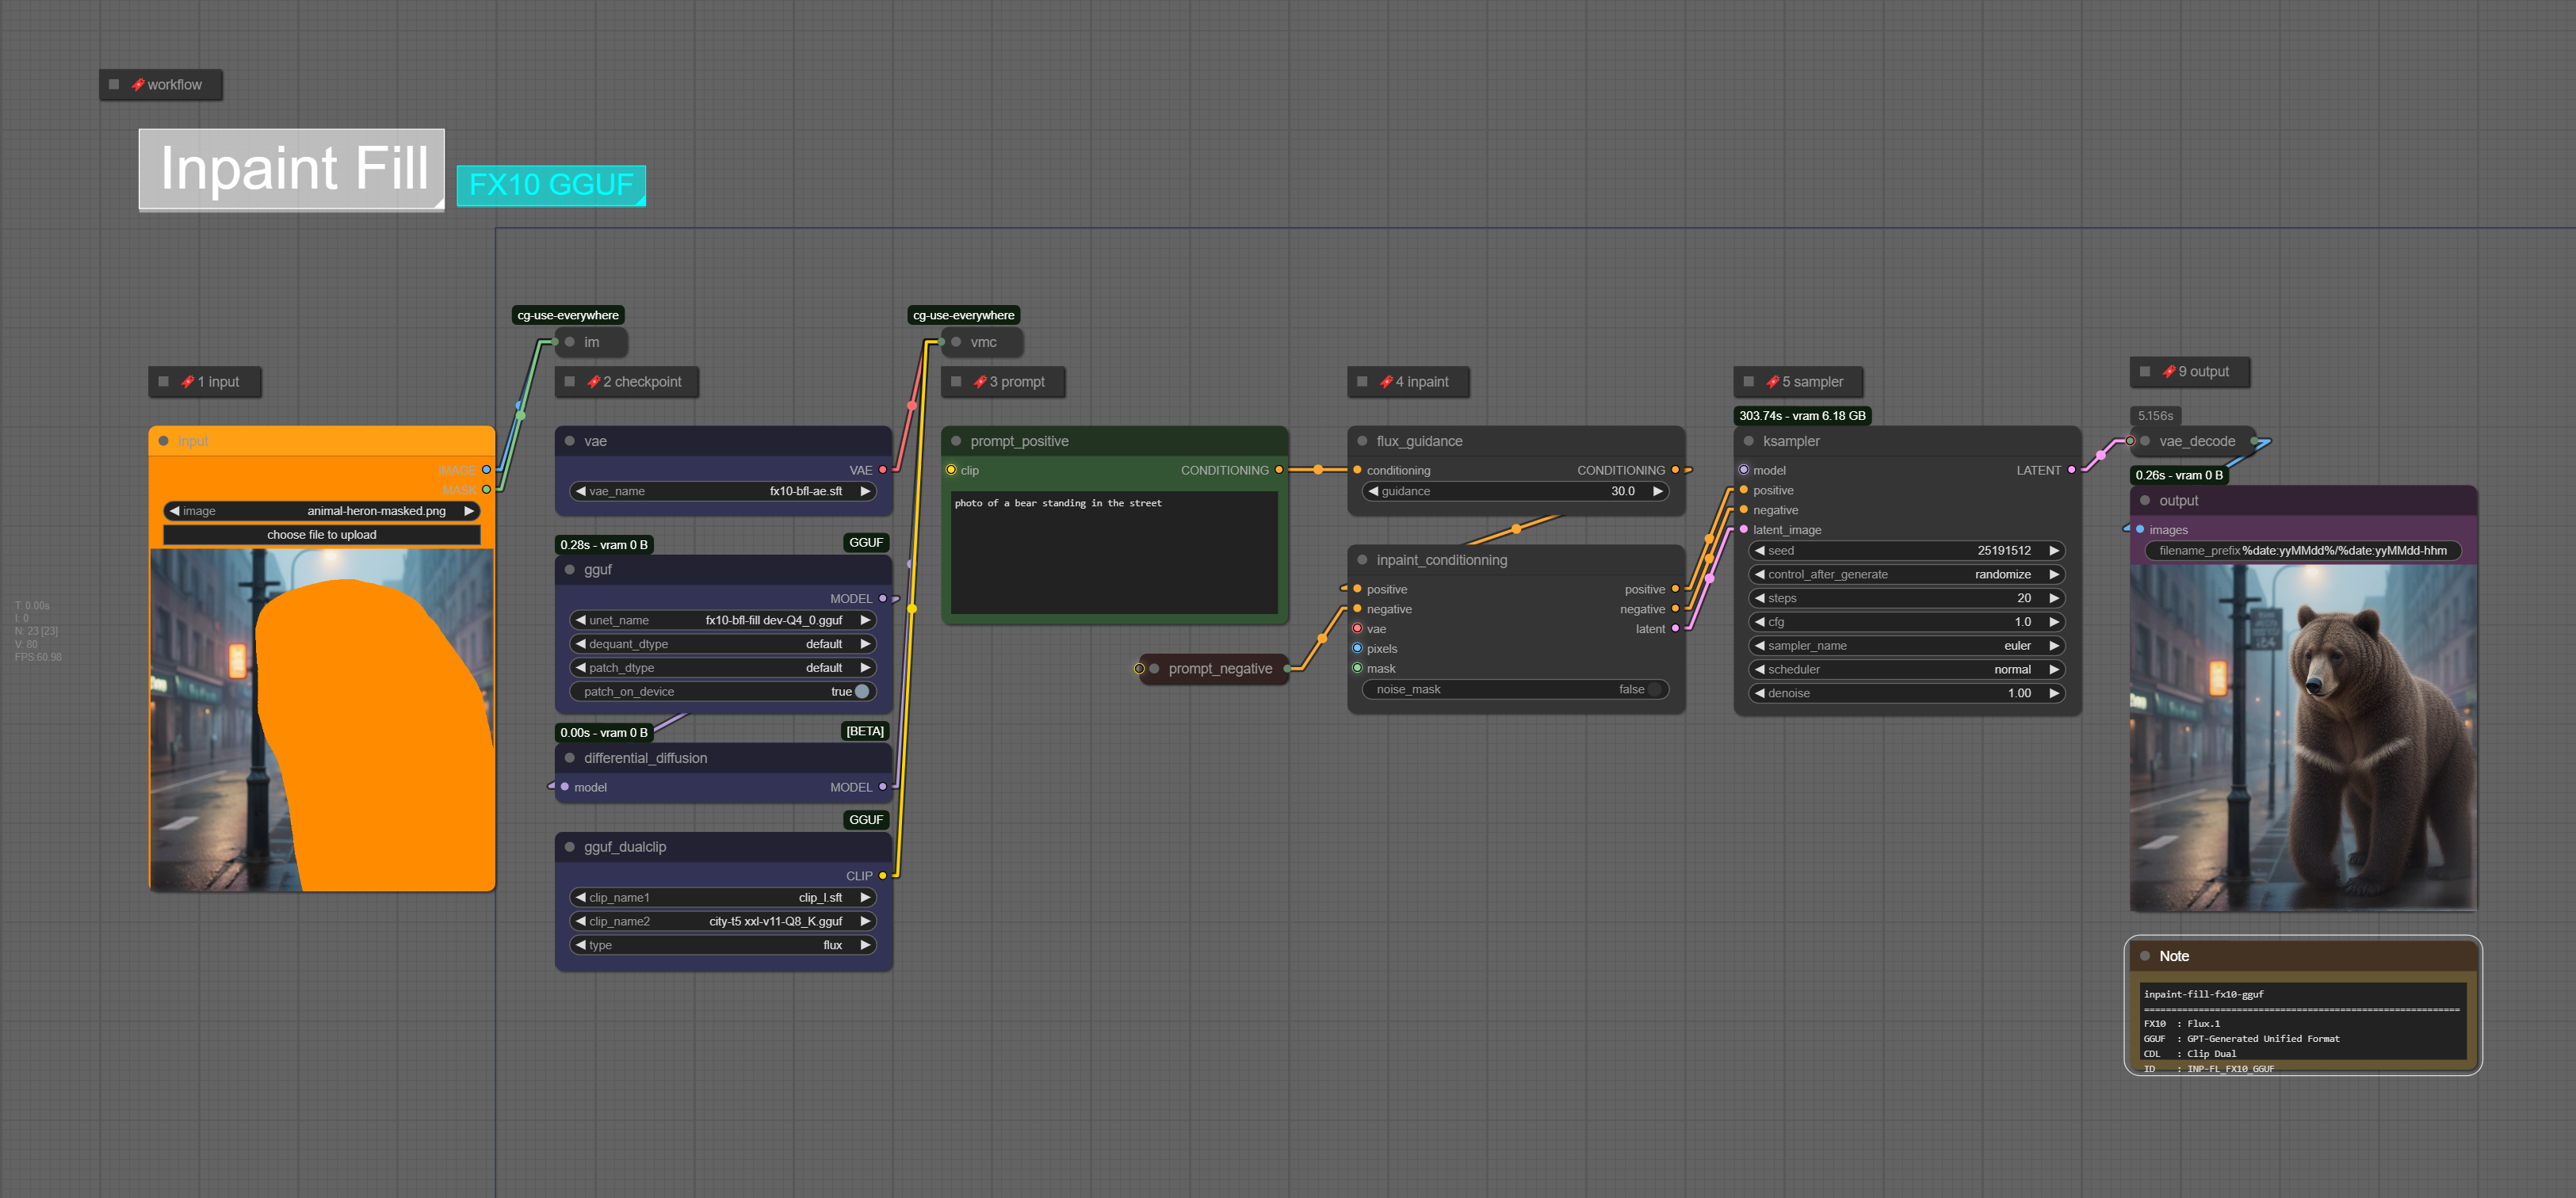 workflow
Inpaint Fill
FX10 GGUF
cg-use-everywhere
im
cg-use-everywhere
vmc
1 input
2 checkpoint
3 prompt
4 inpaint
5 sampler
9 output
input
IMAGE
MASK
image animal-heron-masked.png
choose file to upload
vae
VAE
vae_name fx10-bfl-ae.sft
0.28s - vram 0 B
GGUF
gguf
MODEL
unet_name fx10-bfl-fill dev-Q4_0.gguf
dequant_dtype default
patch_dtype default
patch_on_device true
0.00s - vram 0 B
[BETA]
differential_diffusion
model MODEL
GGUF
gguf_dualclip
CLIP
clip_name1 clip_l.sft
clip_name2 city-t5 xxl-v11-Q8_K.gguf
type flux
prompt_positive
clip CONDITIONING
photo of a bear standing in the street
prompt_negative
flux_guidance
conditioning CONDITIONING
guidance 30.0
inpaint_conditionning
positive positive
negative negative
vae latent
pixels
mask
noise_mask false
303.74s - vram 6.18 GB
ksampler
model LATENT
positive
negative
latent_image
seed 25191512
control_after_generate randomize
steps 20
cfg 1.0
sampler_name euler
scheduler normal
denoise 1.00
5.156s
vae_decode
0.26s - vram 0 B
output
images
filename_prefix %date:yyMMdd%/%date:yyMMdd-hhm
Note
inpaint-fill-fx10-gguf
==========================================================
FX10 : Flux.1
GGUF : GPT-Generated Unified Format
CDL : Clip Dual
ID : INP-FL_FX10_GGUF
T: 0.00s
I: 0
N: 23 [23]
V: 80
FPS:60.98